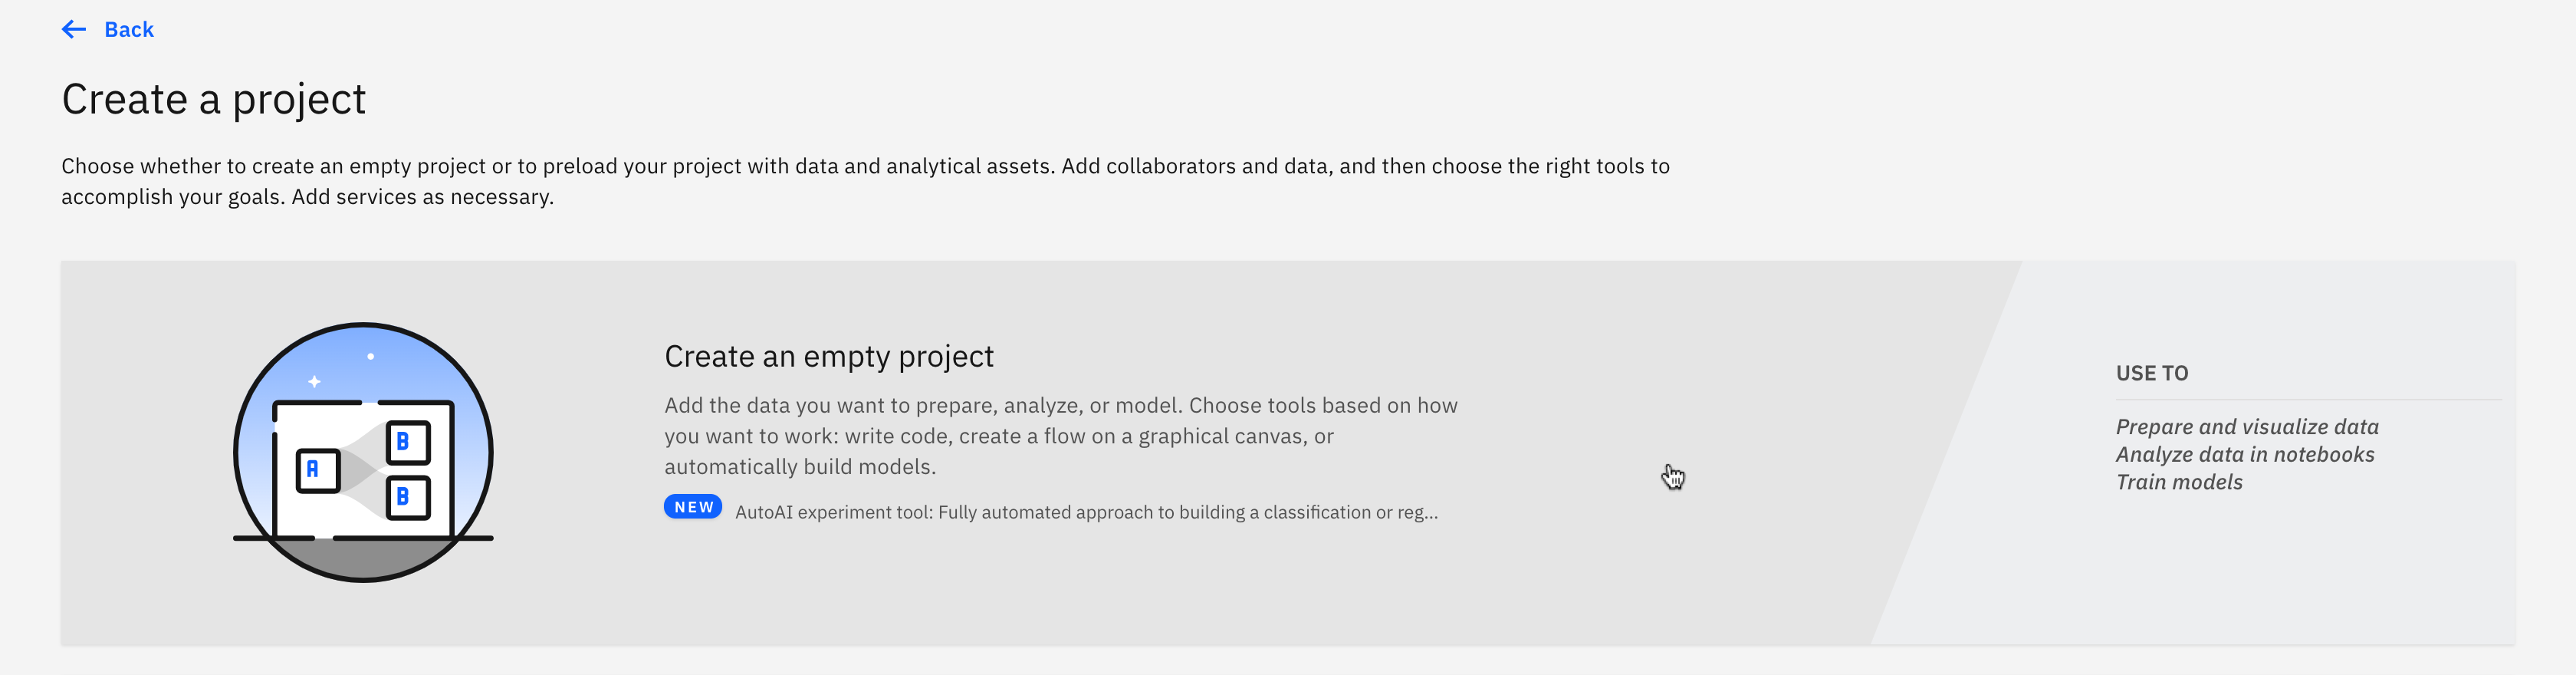 Back
Create a project
Choose whether to create an empty project or to preload your project with data and analytical assets. Add collaborators and data, and then choose the right tools to
accomplish your goals. Add services as necessary.
A
B
B
Create an empty project
Add the data you want to prepare, analyze, or model. Choose tools based on how
you want to work: write code, create a flow on a graphical canvas, or
automatically build models.
NEW AutoAI experiment tool: Fully automated approach to building a classification or reg...
USE TO
Prepare and visualize data
Analyze data in notebooks
Train models